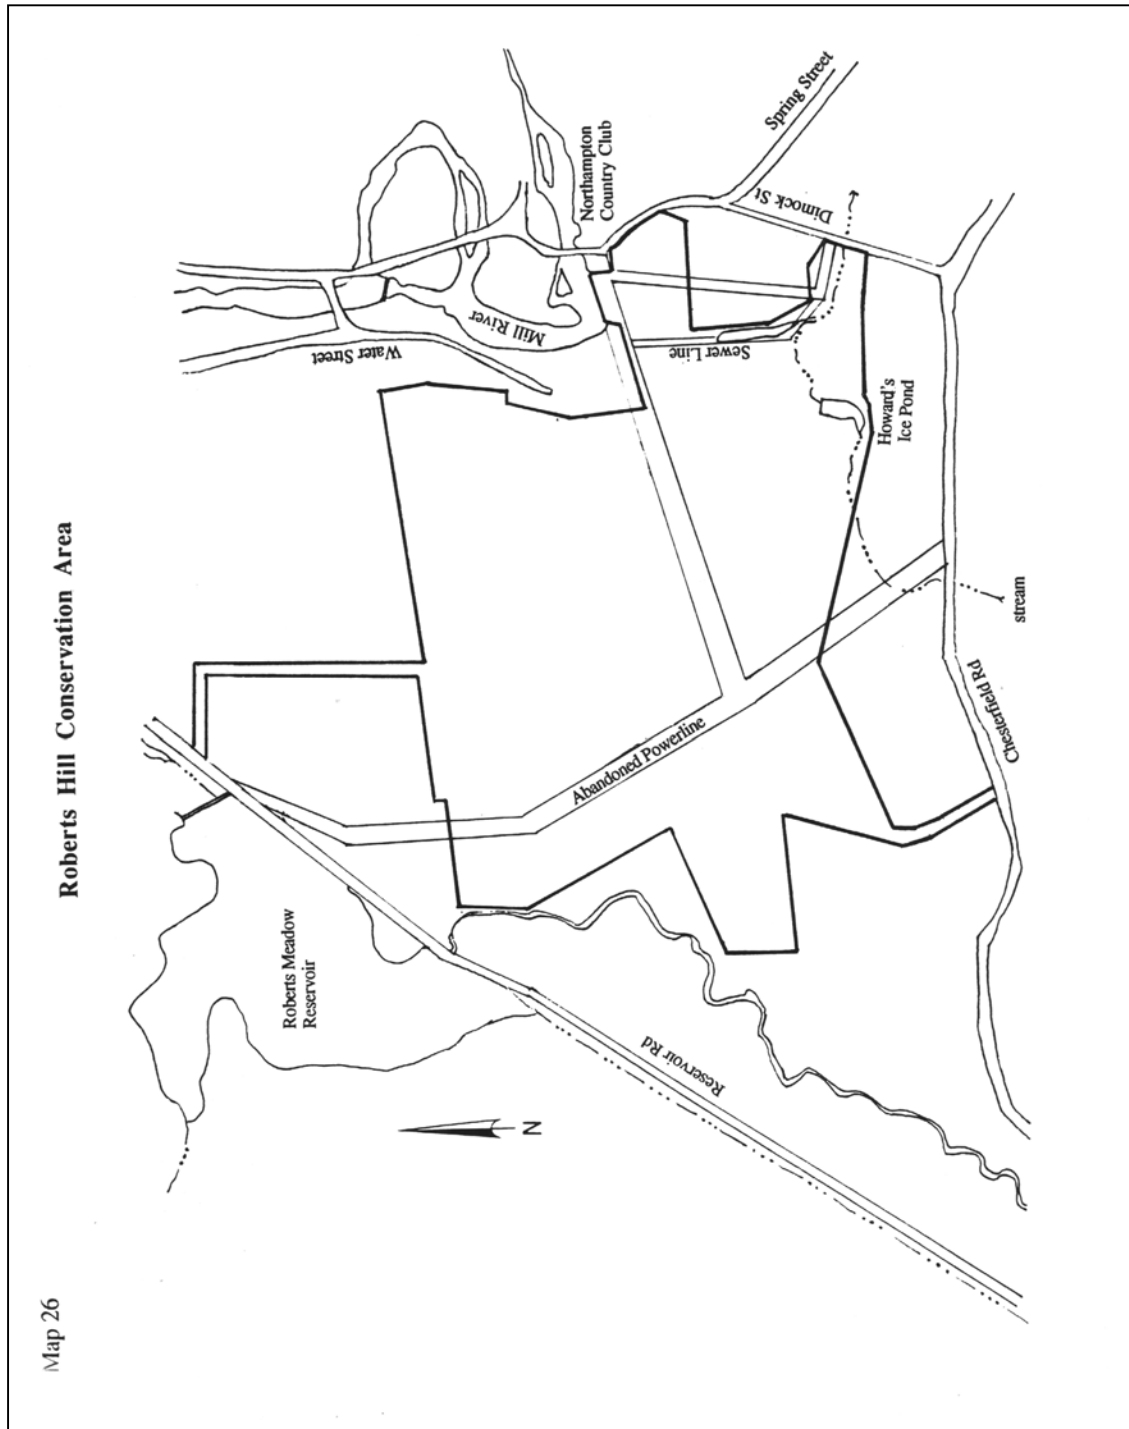 Map 26
Roberts Hill Conservation Area
Roberts Meadow
Reservoir
Reservoir Rd
N
Abandoned Powerline
Water Street
Mill River
Northampton
Country Club
Sewer Line
Spring Street
Dimock St
Howard's
Ice Pond
Chesterfield Rd
stream